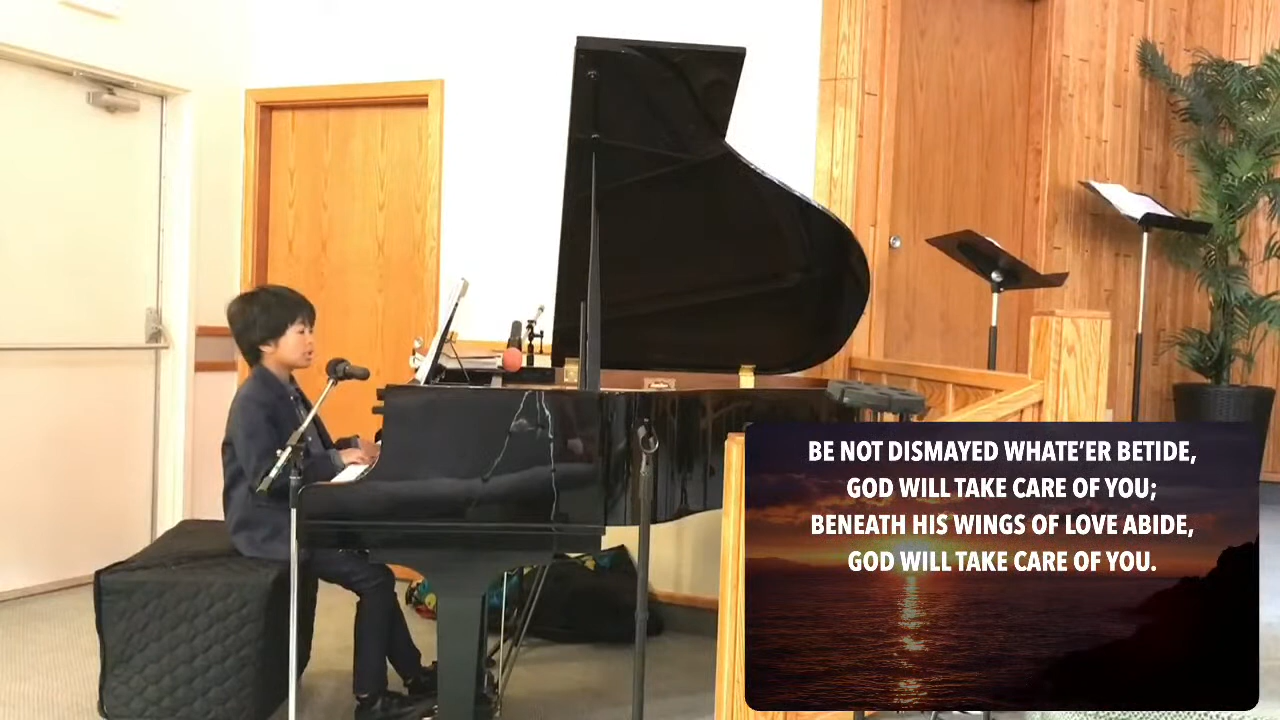 BE NOT DISMAYED WHATE'ER BETIDE,
GOD WILL TAKE CARE OF YOU;
BENEATH HIS WINGS OF LOVE ABIDE,
GOD WILL TAKE CARE OF YOU.